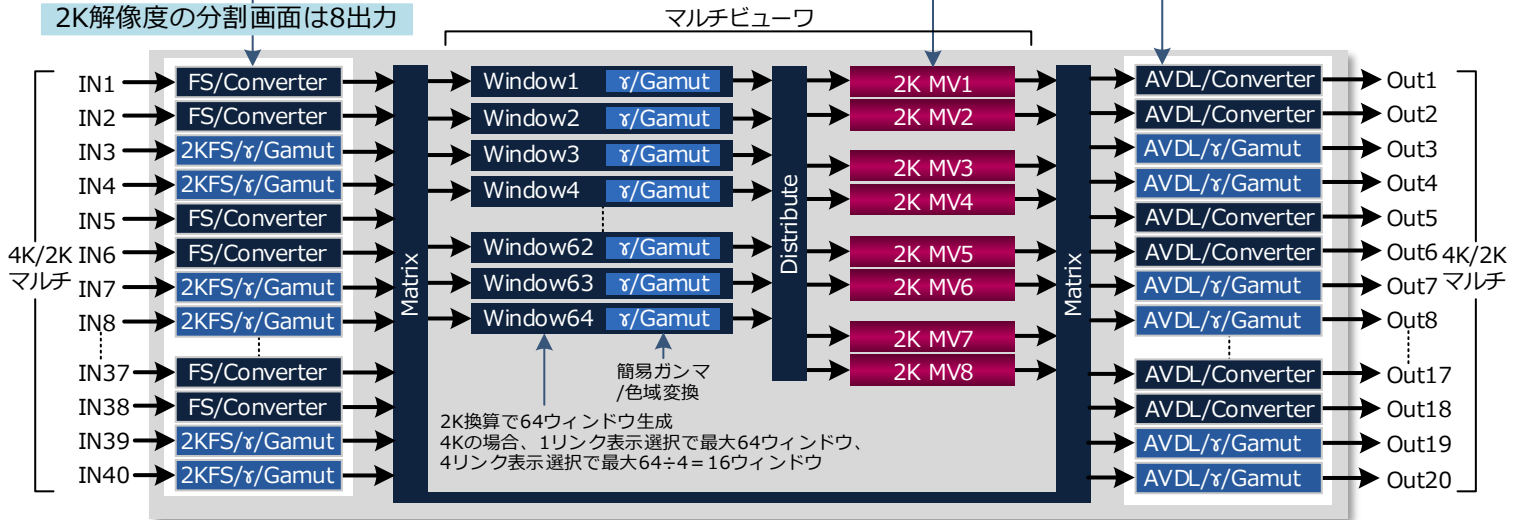 2K解像度の分割画面は8出力
マルチビューワ
4K/2K
マルチ
IN1
IN2
IN3
IN4
IN5
IN6
IN7
IN8
IN37
IN38
IN39
IN40
FS/Converter
FS/Converter
2KFS/ɤ/Gamut
2KFS/ɤ/Gamut
FS/Converter
FS/Converter
2KFS/ɤ/Gamut
2KFS/ɤ/Gamut
FS/Converter
FS/Converter
2KFS/ɤ/Gamut
2KFS/ɤ/Gamut
Matrix
Window1 ɤ/Gamut
Window2 ɤ/Gamut
Window3 ɤ/Gamut
Window4 ɤ/Gamut
Window62 ɤ/Gamut
Window63 ɤ/Gamut
Window64 ɤ/Gamut
簡易ガンマ
/色域変換
2K換算で64ウィンドウ生成
4Kの場合、1リンク表示選択で最大64ウィンドウ、
4リンク表示選択で最大64÷4＝16ウィンドウ
Distribute
2K MV1
2K MV2
2K MV3
2K MV4
2K MV5
2K MV6
2K MV7
2K MV8
Matrix
AVDL/Converter
AVDL/Converter
AVDL/ɤ/Gamut
AVDL/ɤ/Gamut
AVDL/Converter
AVDL/Converter
AVDL/ɤ/Gamut
AVDL/ɤ/Gamut
AVDL/Converter
AVDL/Converter
AVDL/ɤ/Gamut
AVDL/ɤ/Gamut
Out1
Out2
Out3
Out4
Out5
Out6
Out7
Out8
Out17
Out18
Out19
Out20
4K/2K
マルチ